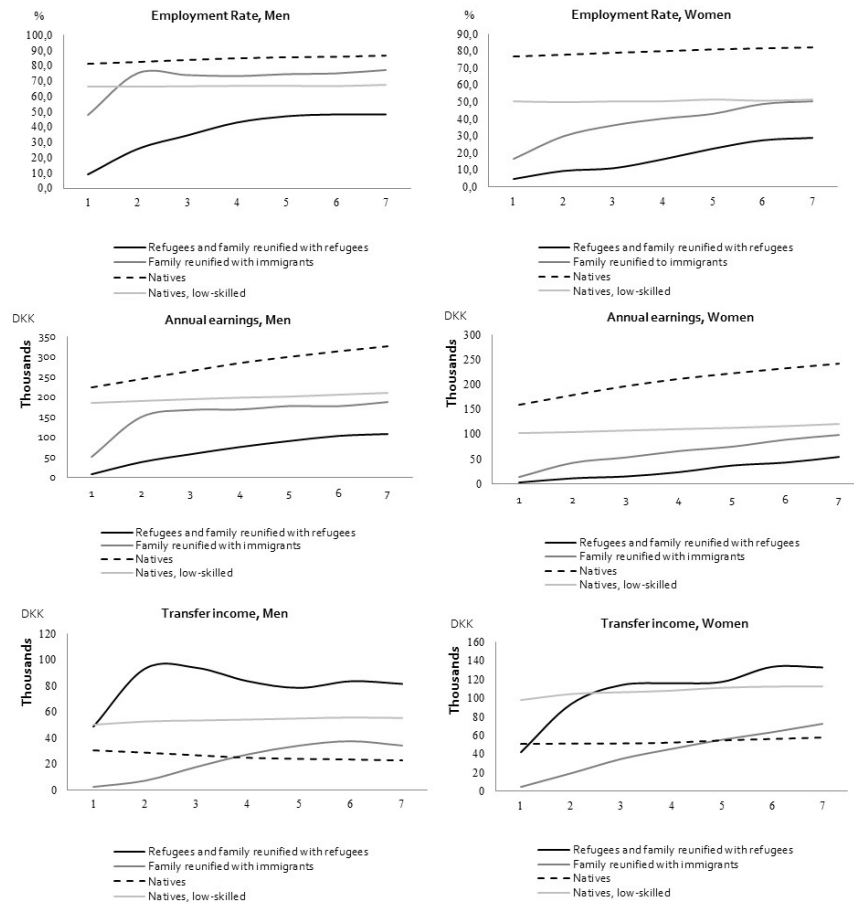 Employment Rate, Men
%
100,0
90,0
80,0
70,0
60,0
50,0
40,0
30,0
20,0
10,0
0,0
1 2 3 4 5 6 7
Refugees and family reunified with refugees
Family reunified with immigrants
Natives
Natives, low-skilled
Employment Rate, Women
%
90,0
80,0
70,0
60,0
50,0
40,0
30,0
20,0
10,0
0,0
1 2 3 4 5 6 7
Refugees and family reunified with refugees
Family reunified to immigrants
Natives
Natives, low-skilled
DKK
Annual earnings, Men
Thousands
350
300
250
200
150
100
50
0
1 2 3 4 5 6 7
Refugees and family reunified with refugees
Family reunified with immigrants
Natives
Natives, low-skilled
DKK
Annual earnings, Women
Thousands
300
250
200
150
100
50
0
1 2 3 4 5 6 7
Refugees and family reunified with refugees
Family reunified with immigrants
Natives
Natives, low-skilled
DKK
Transfer income, Men
Thousands
120
100
80
60
40
20
0
1 2 3 4 5 6 7
Refugees and family reunified with refugees
Family reunified with immigrants
Natives
Natives, low-skilled
DKK
Transfer income, Women
Thousands
160
140
120
100
80
60
40
20
0
1 2 3 4 5 6 7
Refugees and family reunified with refugees
Family reunified with immigrants
Natives
Natives, low-skilled